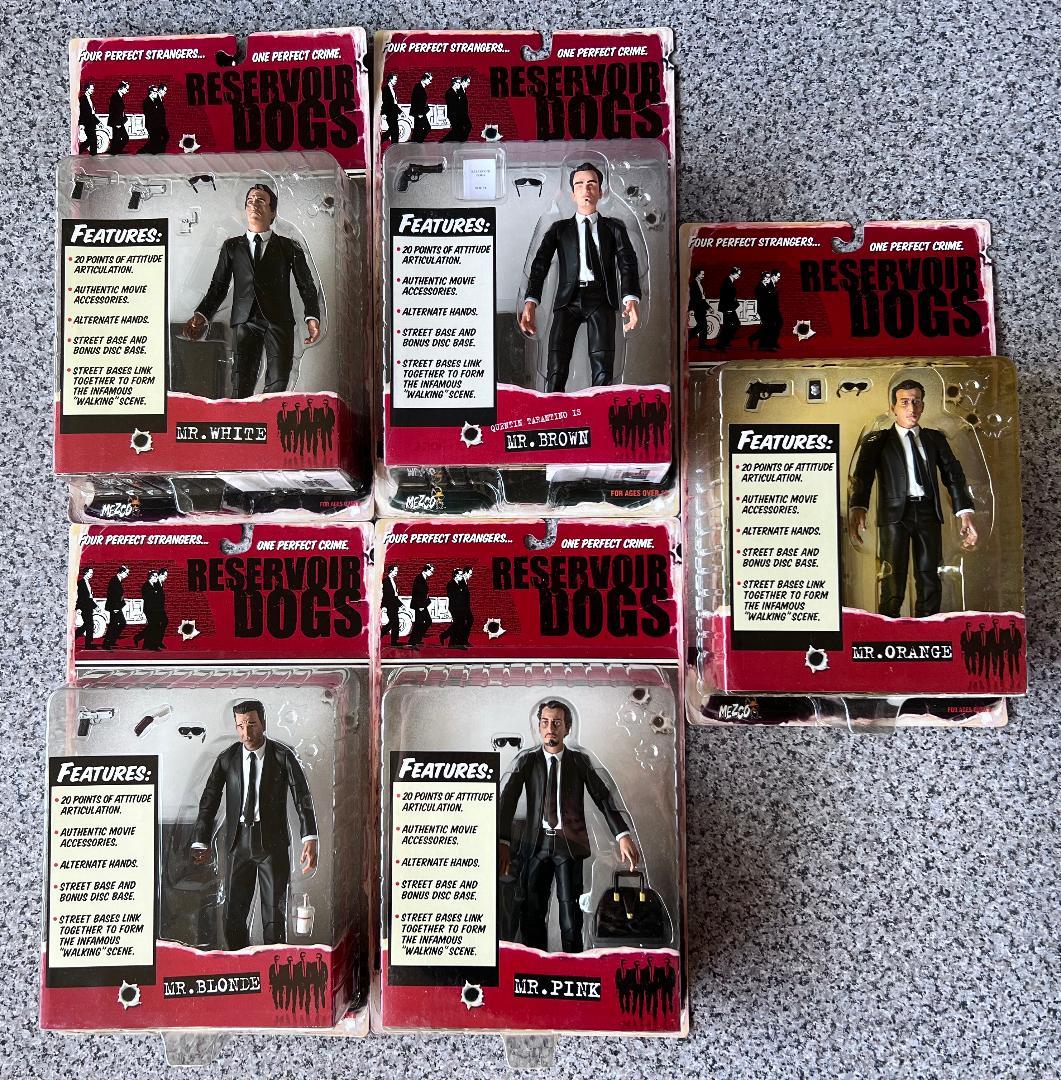 FOUR PERFECT STRANGERS... ONE PERFECT CRIME.
RESERVOIR
DOGS
FEATURES:
• 20 POINTS OF ATTITUDE
ARTICULATION.
• AUTHENTIC MOVIE
ACCESSORIES.
• ALTERNATE HANDS.
• STREET BASE AND
BONUS DISC BASE.
• STREET BASES LINK
TOGETHER TO FORM
THE INFAMOUS
"WALKING" SCENE.
MR. WHITE
MEZCO
FOR AGES
FOUR PERFECT STRANGERS... ONE PERFECT CRIME.
RESERVOIR
DOGS
FEATURES:
• 20 POINTS OF ATTITUDE
ARTICULATION.
• AUTHENTIC MOVIE
ACCESSORIES.
• ALTERNATE HANDS.
• STREET BASE AND
BONUS DISC BASE.
• STREET BASES LINK
TOGETHER TO FORM
THE INFAMOUS
"WALKING" SCENE.
QUENTIN TARANTINO IS
MR. BROWN
MEZCO
FOR AGES OVER
FOUR PERFECT STRANGERS... ONE PERFECT CRIME.
RESERVOIR
DOGS
FEATURES:
• 20 POINTS OF ATTITUDE
ARTICULATION.
• AUTHENTIC MOVIE
ACCESSORIES.
• ALTERNATE HANDS.
• STREET BASE AND
BONUS DISC BASE.
• STREET BASES LINK
TOGETHER TO FORM
THE INFAMOUS
"WALKING" SCENE.
MR. ORANGE
MEZCO
FOR AGES
FOUR PERFECT STRANGERS... ONE PERFECT CRIME.
RESERVOIR
DOGS
FEATURES:
• 20 POINTS OF ATTITUDE
ARTICULATION.
• AUTHENTIC MOVIE
ACCESSORIES.
• ALTERNATE HANDS.
• STREET BASE AND
BONUS DISC BASE.
• STREET BASES LINK
TOGETHER TO FORM
THE INFAMOUS
"WALKING" SCENE.
MR. BLONDE
FOUR PERFECT STRANGERS... ONE PERFECT CRIME.
RESERVOIR
DOGS
FEATURES:
• 20 POINTS OF ATTITUDE
ARTICULATION.
• AUTHENTIC MOVIE
ACCESSORIES.
• ALTERNATE HANDS.
• STREET BASE AND
BONUS DISC BASE.
• STREET BASES LINK
TOGETHER TO FORM
THE INFAMOUS
"WALKING" SCENE.
MR. PINK